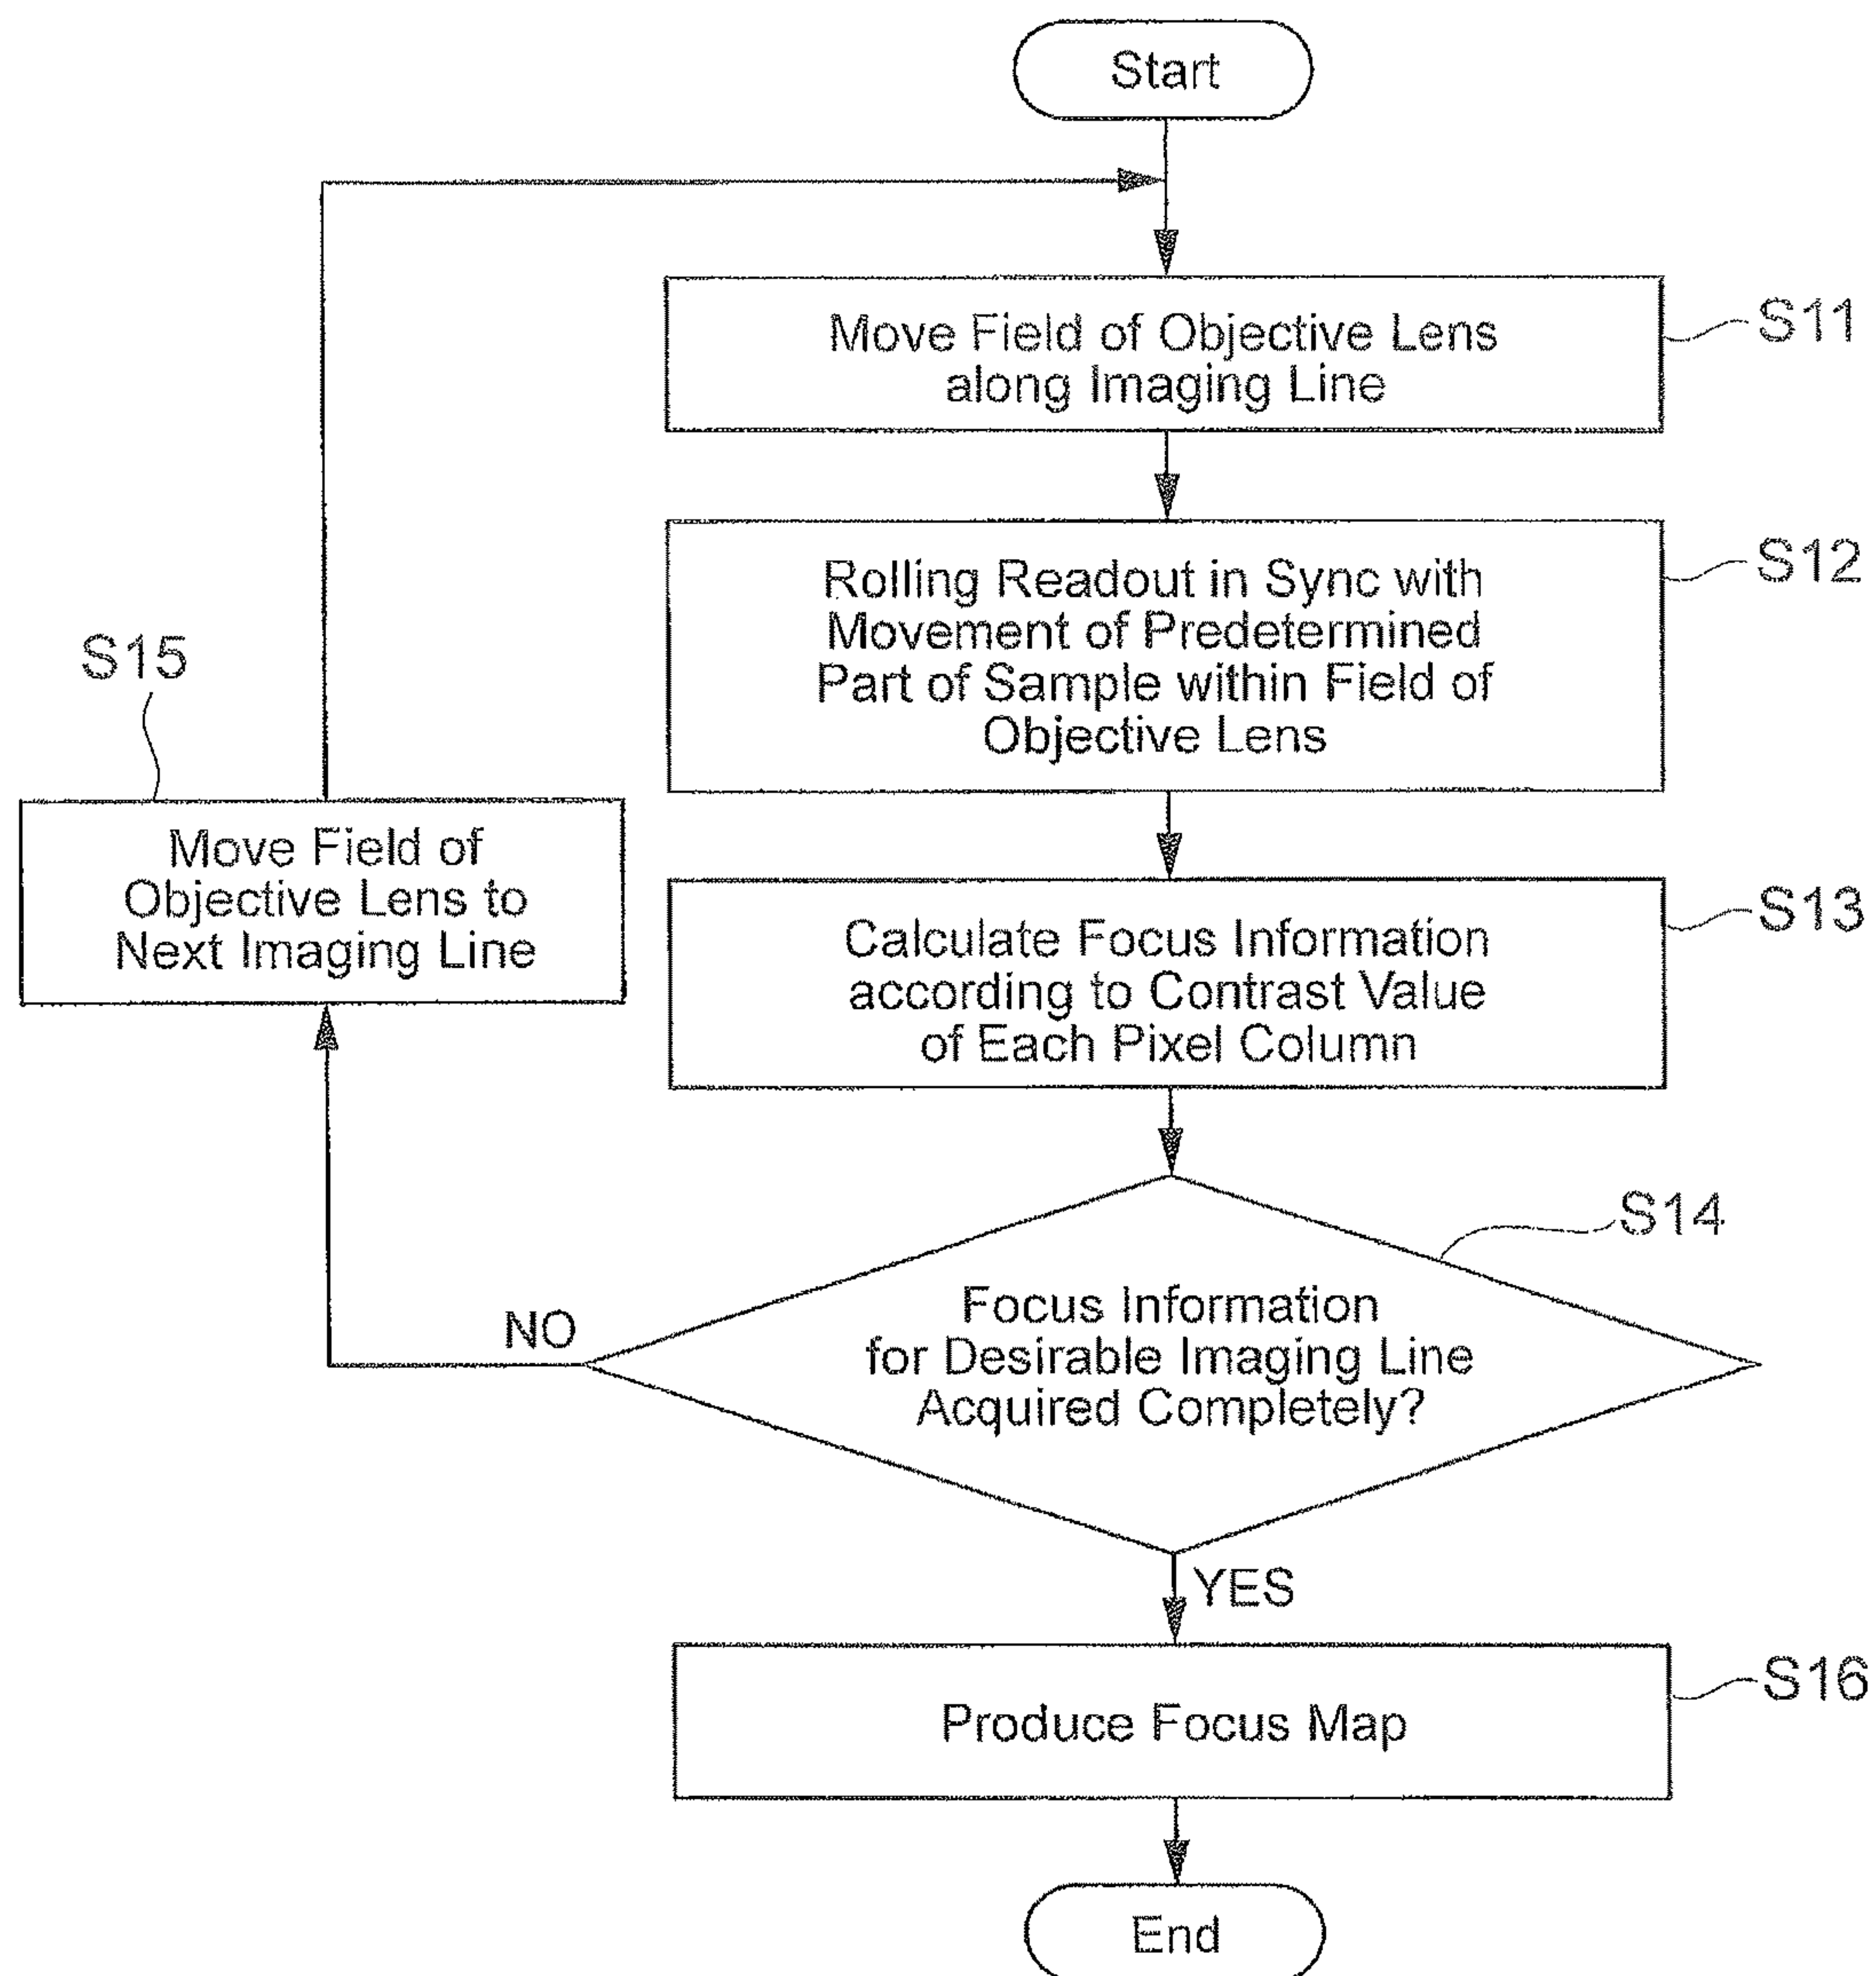 Start
Move Field of Objective Lens
along Imaging Line
S11
Rolling Readout in Sync with
Movement of Predetermined
Part of Sample within Field of
Objective Lens
S12
S15
Move Field of
Objective Lens to
Next Imaging Line
Calculate Focus Information
according to Contrast Value
of Each Pixel Column
S13
S14
Focus Information
for Desirable Imaging Line
Acquired Completely?
NO
YES
Produce Focus Map
S16
End